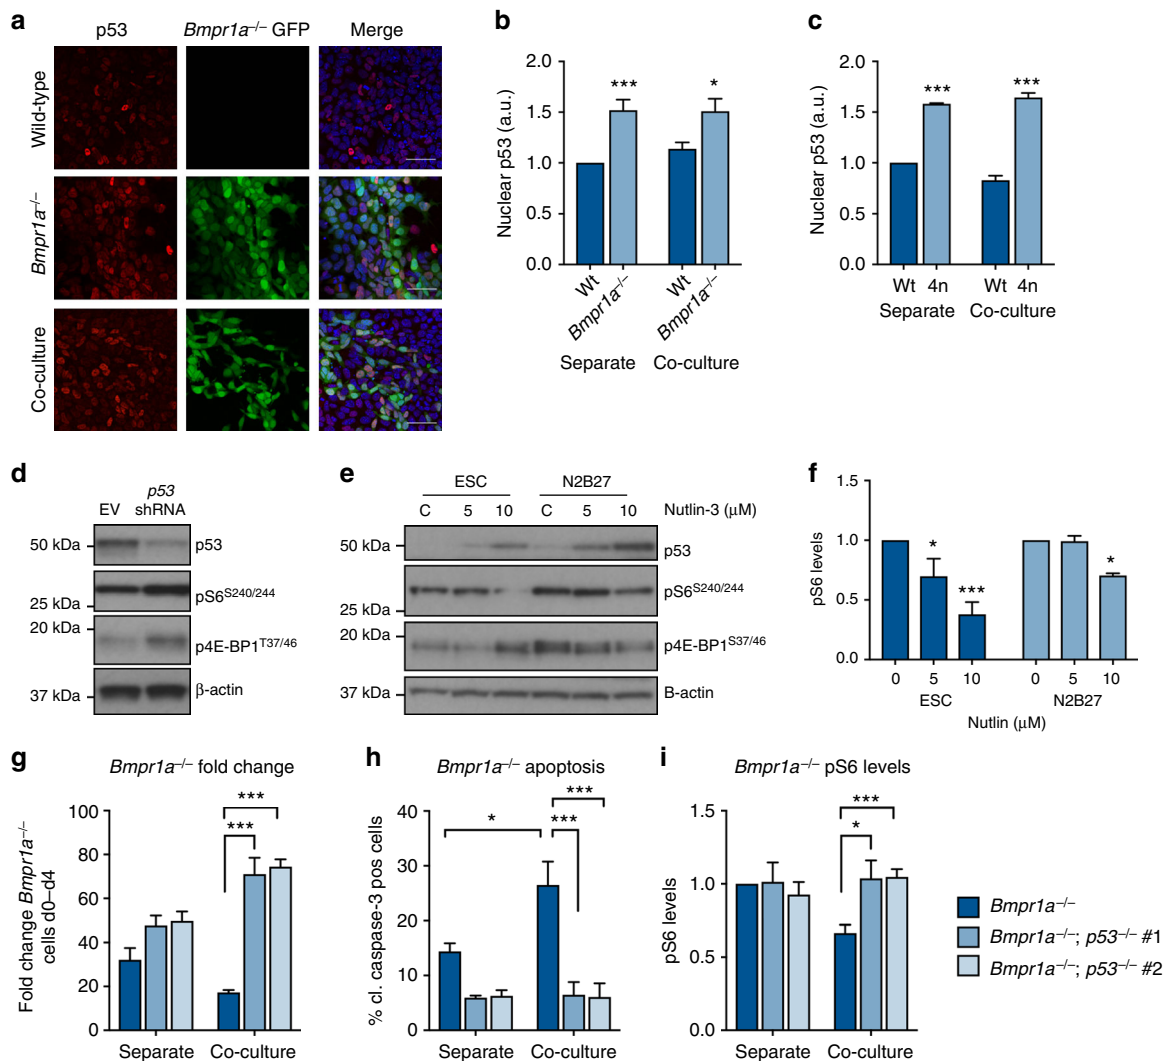 a
p53
Bmpr1a–/– GFP
Merge
Wild-type
Bmpr1a–/–
Co-culture
b
Nuclear p53 (a.u.)
2.0
1.5
1.0
0.5
0.0
***
*
Wt
Bmpr1a–/–
Wt
Bmpr1a–/–
Separate
Co-culture
c
Nuclear p53 (a.u.)
2.0
1.5
1.0
0.5
0.0
***
***
Wt 4n Wt 4n
Separate Co-culture
d
p53
EV shRNA
50 kDa
p53
25 kDa
pS6S240/244
20 kDa
p4E-BP1T37/46
37 kDa
β-actin
e
ESC N2B27
C 5 10 C 5 10 Nutlin-3 (μM)
50 kDa
p53
25 kDa
pS6S240/244
20 kDa
p4E-BP1S37/46
37 kDa
B-actin
f
pS6 levels
1.5
1.0
0.5
0.0
*
***
*
0 5 10 0 5 10
ESC N2B27
Nutlin (μM)
g
Bmpr1a–/– fold change
Fold change Bmpr1a–/–
cells d0–d4
100
80
60
40
20
0
***
***
Separate Co-culture
h
Bmpr1a–/– apoptosis
% cl. caspase-3 pos cells
40
30
20
10
0
*
***
***
Separate Co-culture
i
Bmpr1a–/– pS6 levels
pS6 levels
1.5
1.0
0.5
0.0
***
*
Separate Co-culture
Bmpr1a–/–
Bmpr1a–/–; p53–/– #1
Bmpr1a–/–; p53–/– #2